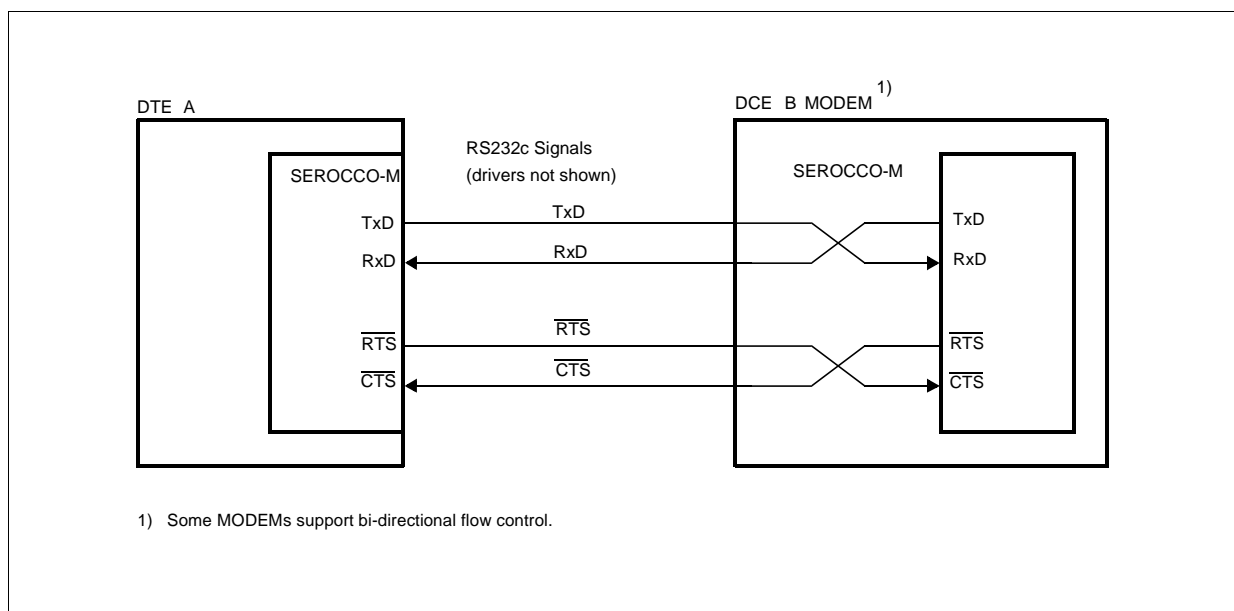 DTE A
DCE B MODEM 1)
RS232c Signals
(drivers not shown)
SEROCCO-M
SEROCCO-M
TxD
TxD
TxD
RxD
RxD
RxD
RTS
RTS
RTS
CTS
CTS
CTS
1) Some MODEMs support bi-directional flow control.